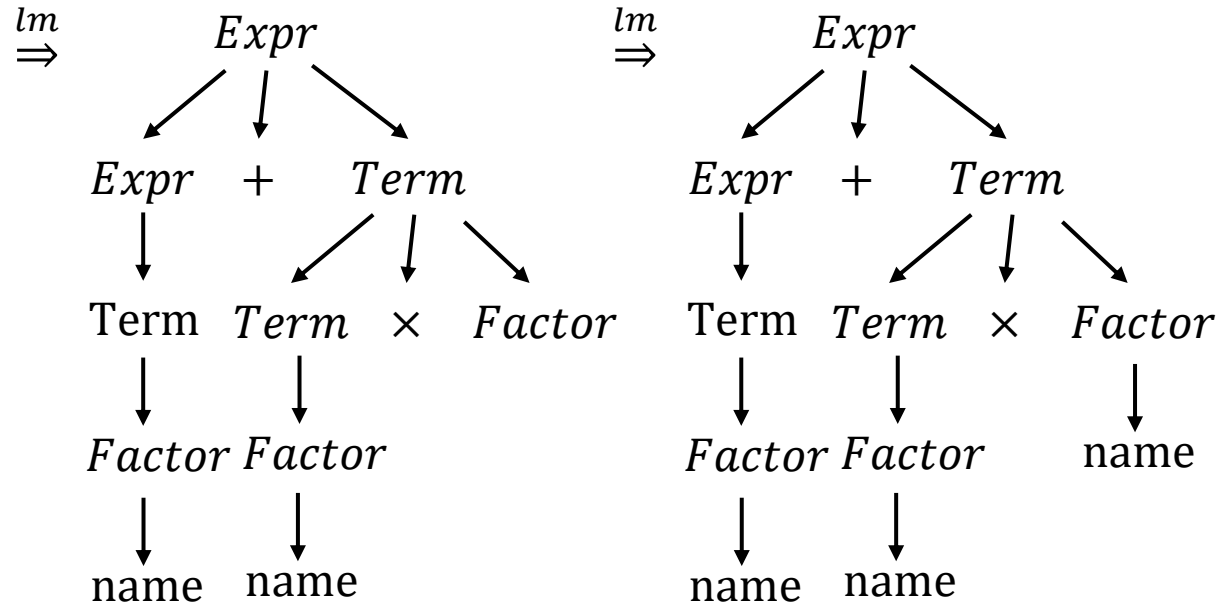 lm ⇒ Expr lm ⇒ Expr
Expr + Term Expr + Term
Term Term × Factor Term Term × Factor
Factor Factor Factor Factor name
name name name name